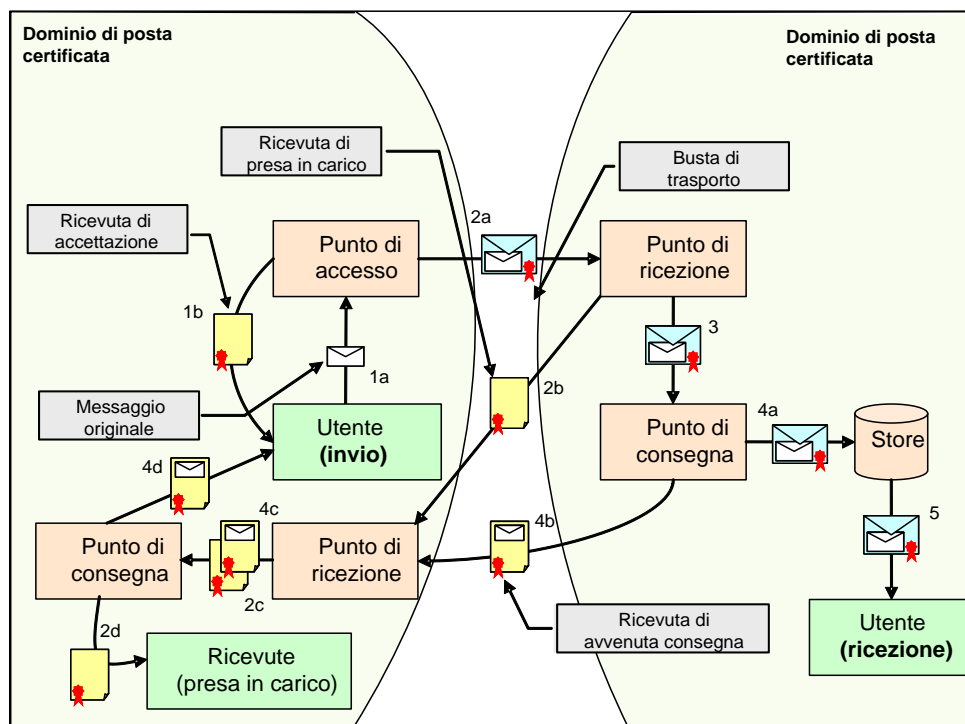 Dominio di posta
certificata
Dominio di posta
certificata
Ricevuta di
presa in carico
Busta di
trasporto
Ricevuta di
accettazione
2a
Punto di
accesso
Punto di
ricezione
1b
3
1a
2b
Messaggio
originale
Utente
(invio)
Punto di
consegna
4a
Store
4d
4c
4b
5
Punto di
consegna
Punto di
ricezione
2c
Ricevuta di
avvenuta consegna
Utente
(ricezione)
2d
Ricevute
(presa in carico)